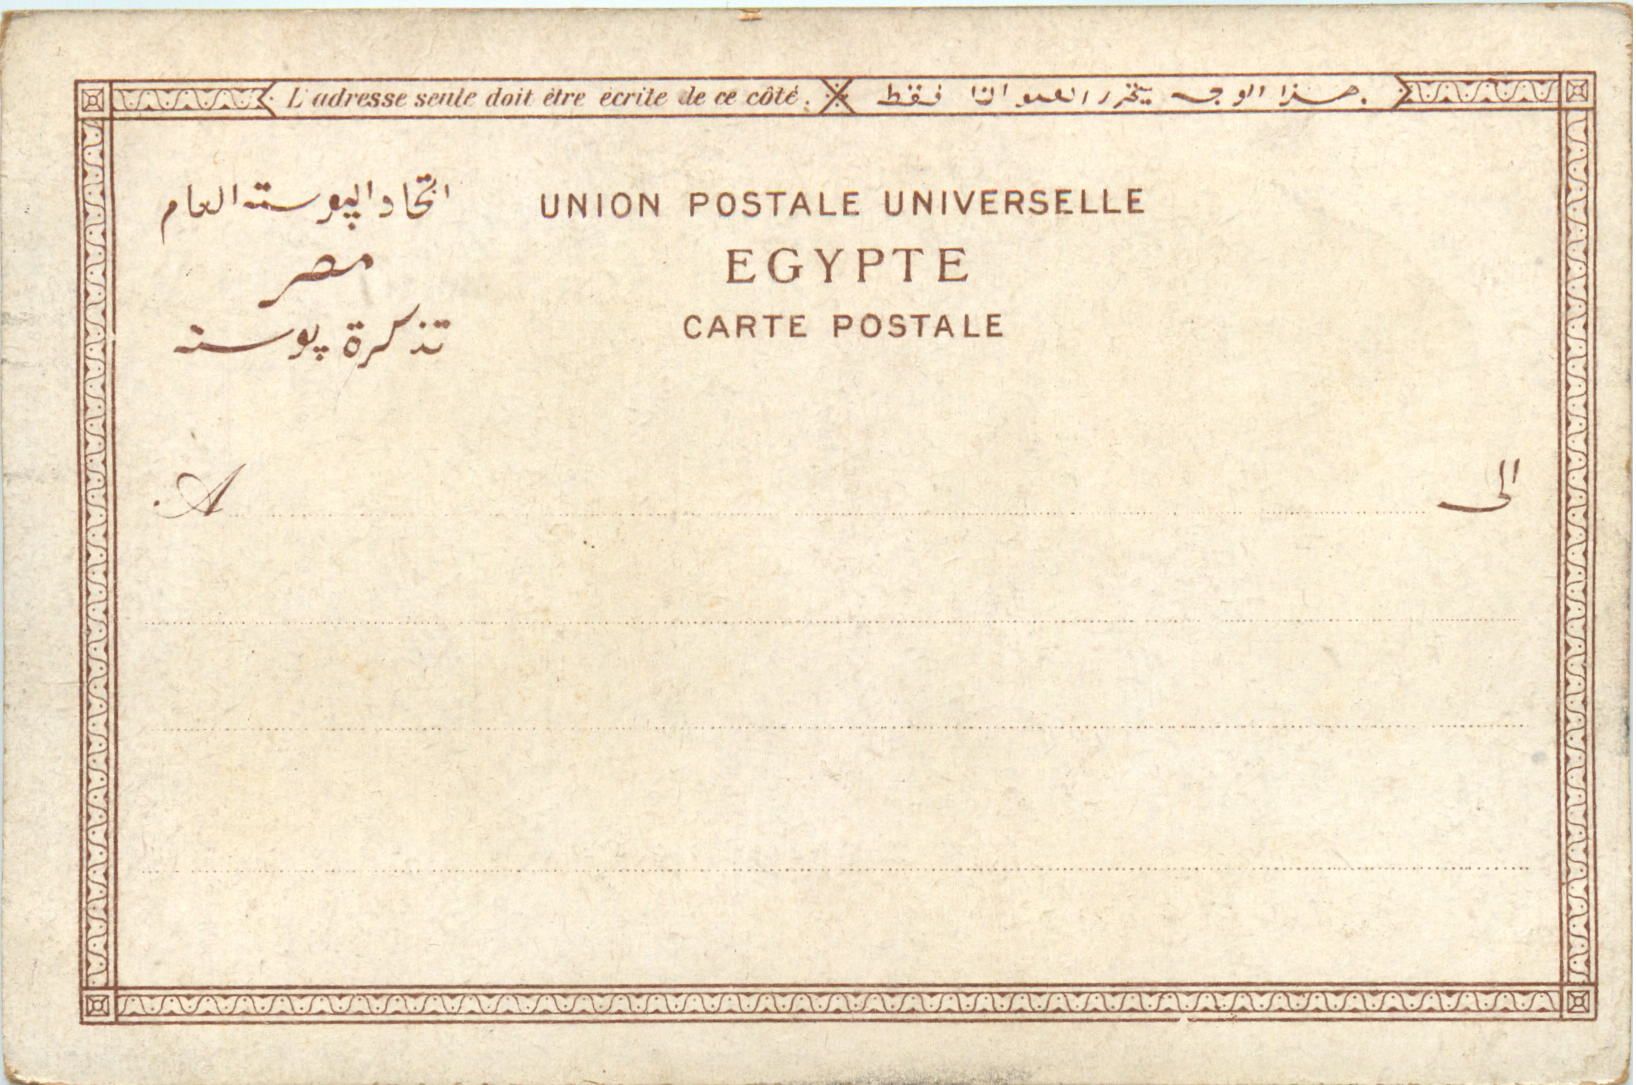 L'adresse seule doit être écrite de ce côté. هذا الوجه يتحرر العنوان فقط
اتحاد البوسته العام UNION POSTALE UNIVERSELLE
مصر EGYPTE
تذكرة پوسته CARTE POSTALE
A الى